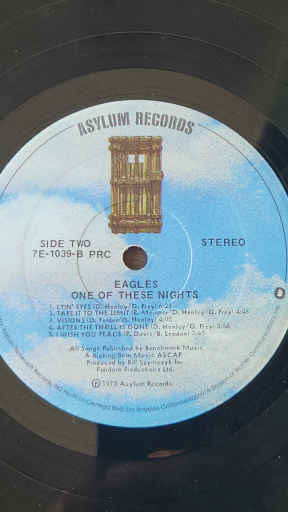 ASYLUM RECORDS
SIDE TWO
7E-1039-B PRC
STEREO
EAGLES
ONE OF THESE NIGHTS
1. LYIN' EYES (D. Henley/G. Frey)
2. TAKE IT TO THE LIMIT (R. Meisner/D. Henley/G. Frey) 4:48
3. VISIONS (D. Felder/D. Henley)
4. AFTER THE THRILL IS GONE (D. Henley/G. Frey) 3:58
5. I WISH YOU PEACE (P. Davis/B. Leadon) 3:45
All Songs Published by Benchmark Music
& Kicking Bear Music ASCAP
Produced by Bill Szymczyk for
Pandora Productions Ltd.
Ⓟ 1975 Asylum Records